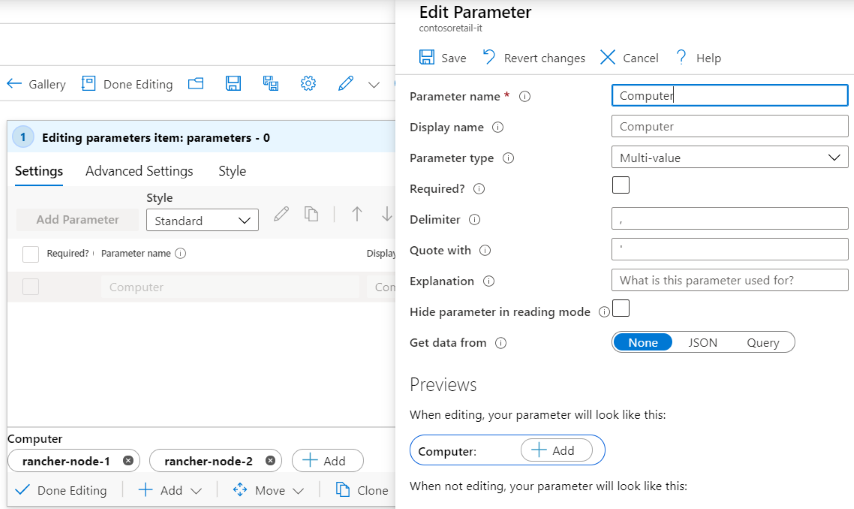 Edit Parameter
contosoretail-it
Save Revert changes Cancel ? Help
Gallery Done Editing
1 Editing parameters item: parameters - 0
Settings Advanced Settings Style
Style
Add Parameter Standard
Required? Parameter name
Computer
Parameter name *
Computer
Display name
Computer
Parameter type
Multi-value
Required?
Delimiter
,
Quote with
'
Explanation
What is this parameter used for?
Hide parameter in reading mode
Get data from
None JSON Query
Previews
When editing, your parameter will look like this:
Computer: Add
When not editing, your parameter will look like this:
Computer
rancher-node-1 rancher-node-2 Add
Done Editing Add Move Clone